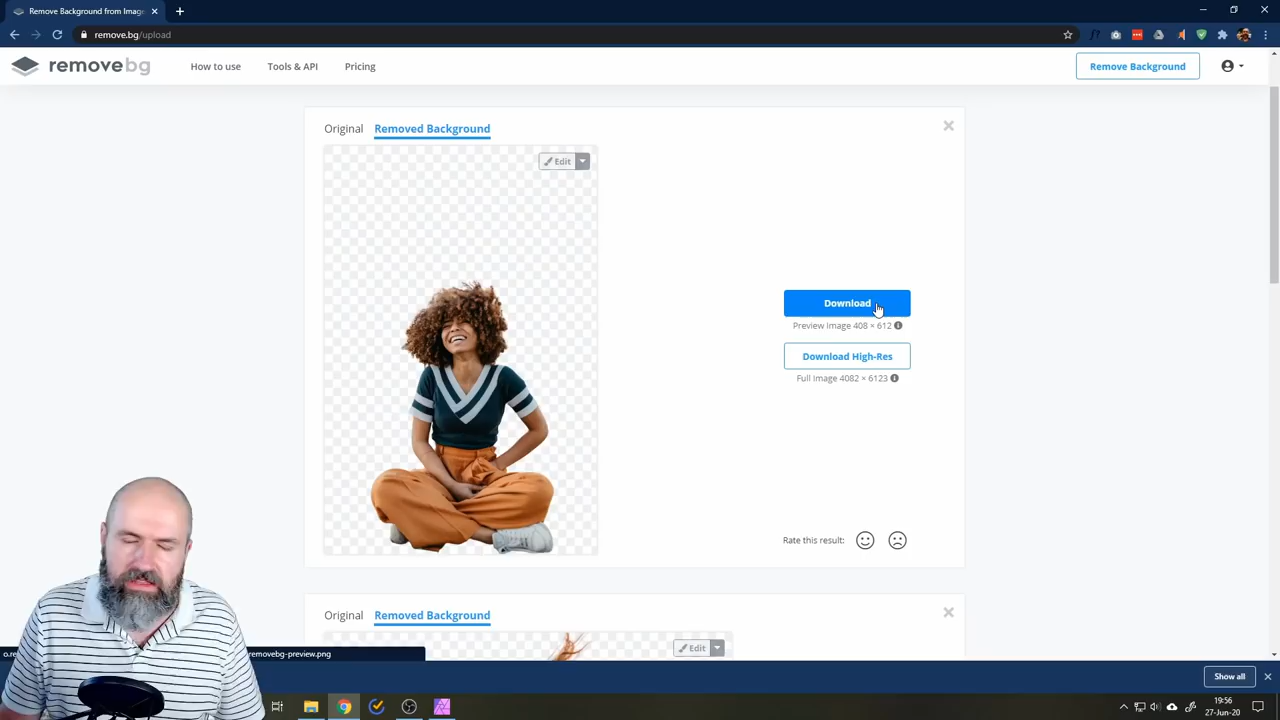 Remove Background from Imag
remove.bg/upload
removebg
How to use
Tools & API
Pricing
Remove Background
Original
Removed Background
Edit
Download
Preview Image 408 × 612
Download High-Res
Full Image 4082 × 6123
Rate this result:
Original
Removed Background
Edit
o.re
removebg-preview.png
Show all
19:56
27-Jun-20